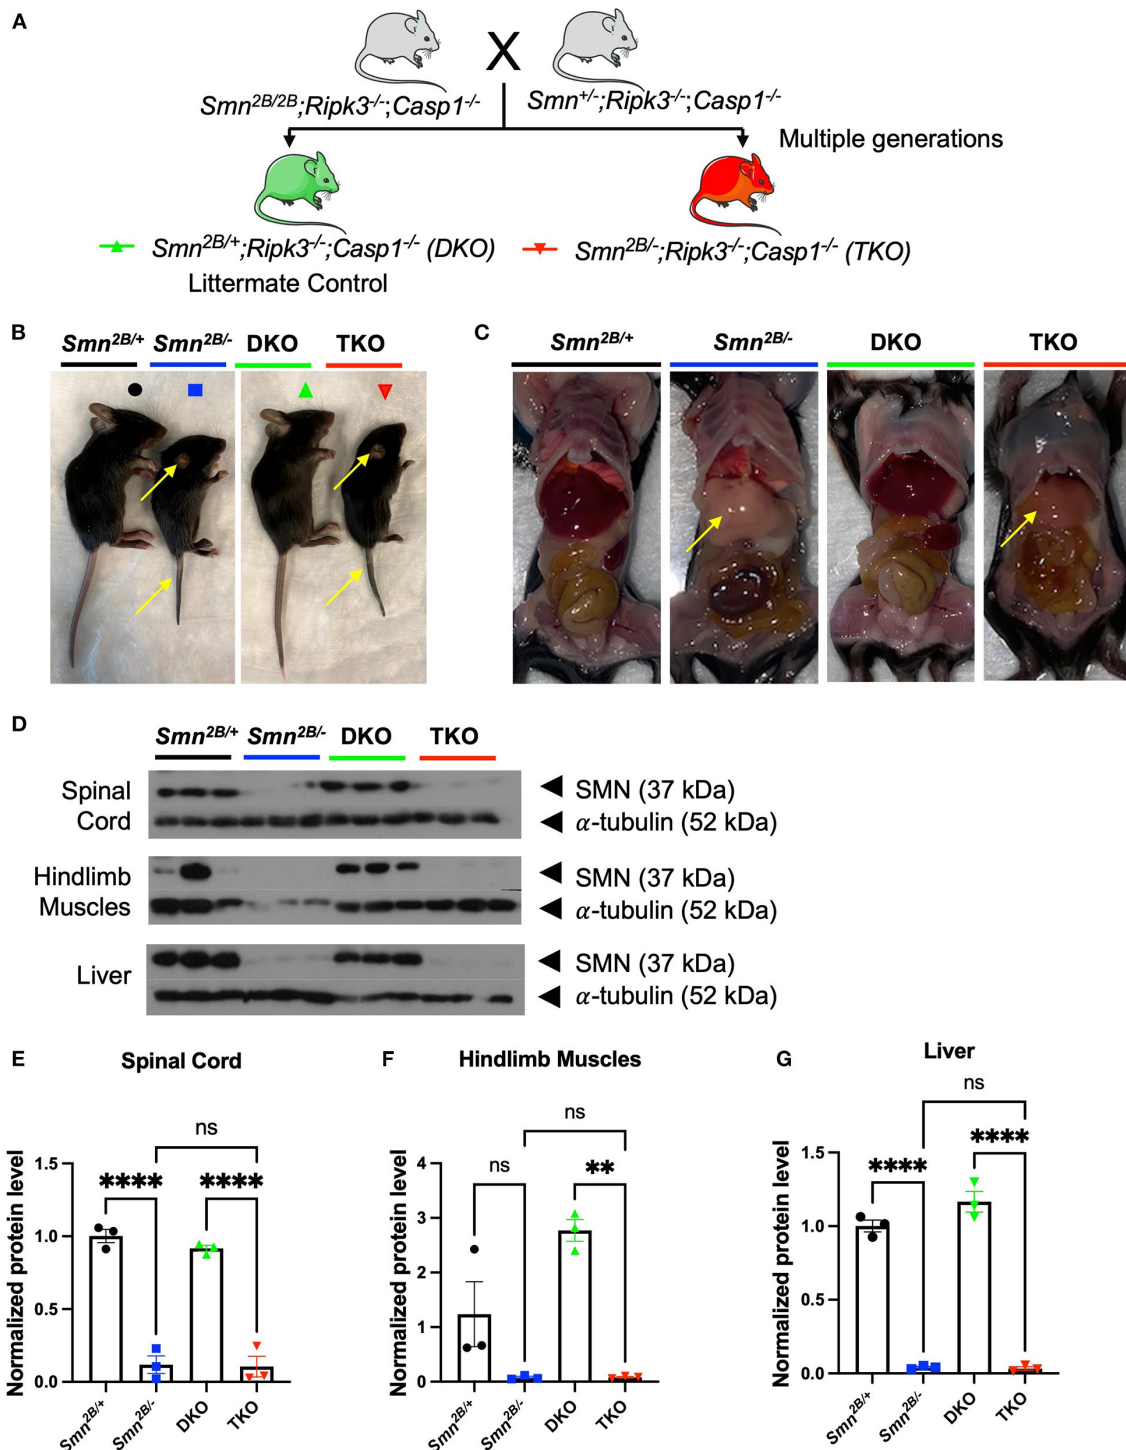 A
X
Smn2B/2B;Ripk3-/-;Casp1-/-
Smn+/-;Ripk3-/-;Casp1-/-
Multiple generations
Smn2B/+;Ripk3-/-;Casp1-/- (DKO)
Littermate Control
Smn2B/-;Ripk3-/-;Casp1-/- (TKO)
B
Smn2B/+ Smn2B/- DKO TKO
C
Smn2B/+ Smn2B/- DKO TKO
D
Smn2B/+ Smn2B/- DKO TKO
Spinal Cord
SMN (37 kDa)
α-tubulin (52 kDa)
Hindlimb Muscles
SMN (37 kDa)
α-tubulin (52 kDa)
Liver
SMN (37 kDa)
α-tubulin (52 kDa)
E
Spinal Cord
ns
**** ****
Normalized protein level
1.5
1.0
0.5
0.0
Smn2B/+ Smn2B/- DKO TKO
F
Hindlimb Muscles
ns
ns **
Normalized protein level
4
3
2
1
0
Smn2B/+ Smn2B/- DKO TKO
G
Liver
ns
****
****
Normalized protein level
1.5
1.0
0.5
0.0
Smn2B/+ Smn2B/- DKO TKO